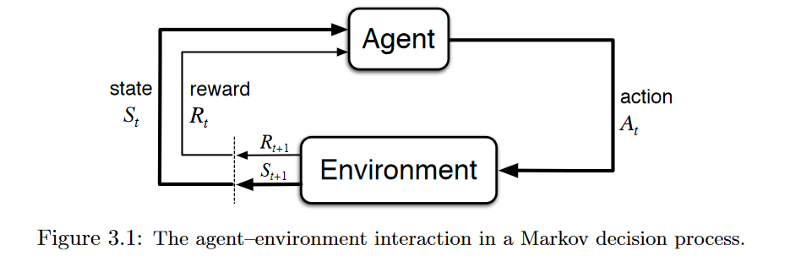 Agent
state
S_t
reward
R_t
action
A_t
R_{t+1}
S_{t+1}
Environment
Figure 3.1: The agent–environment interaction in a Markov decision process.